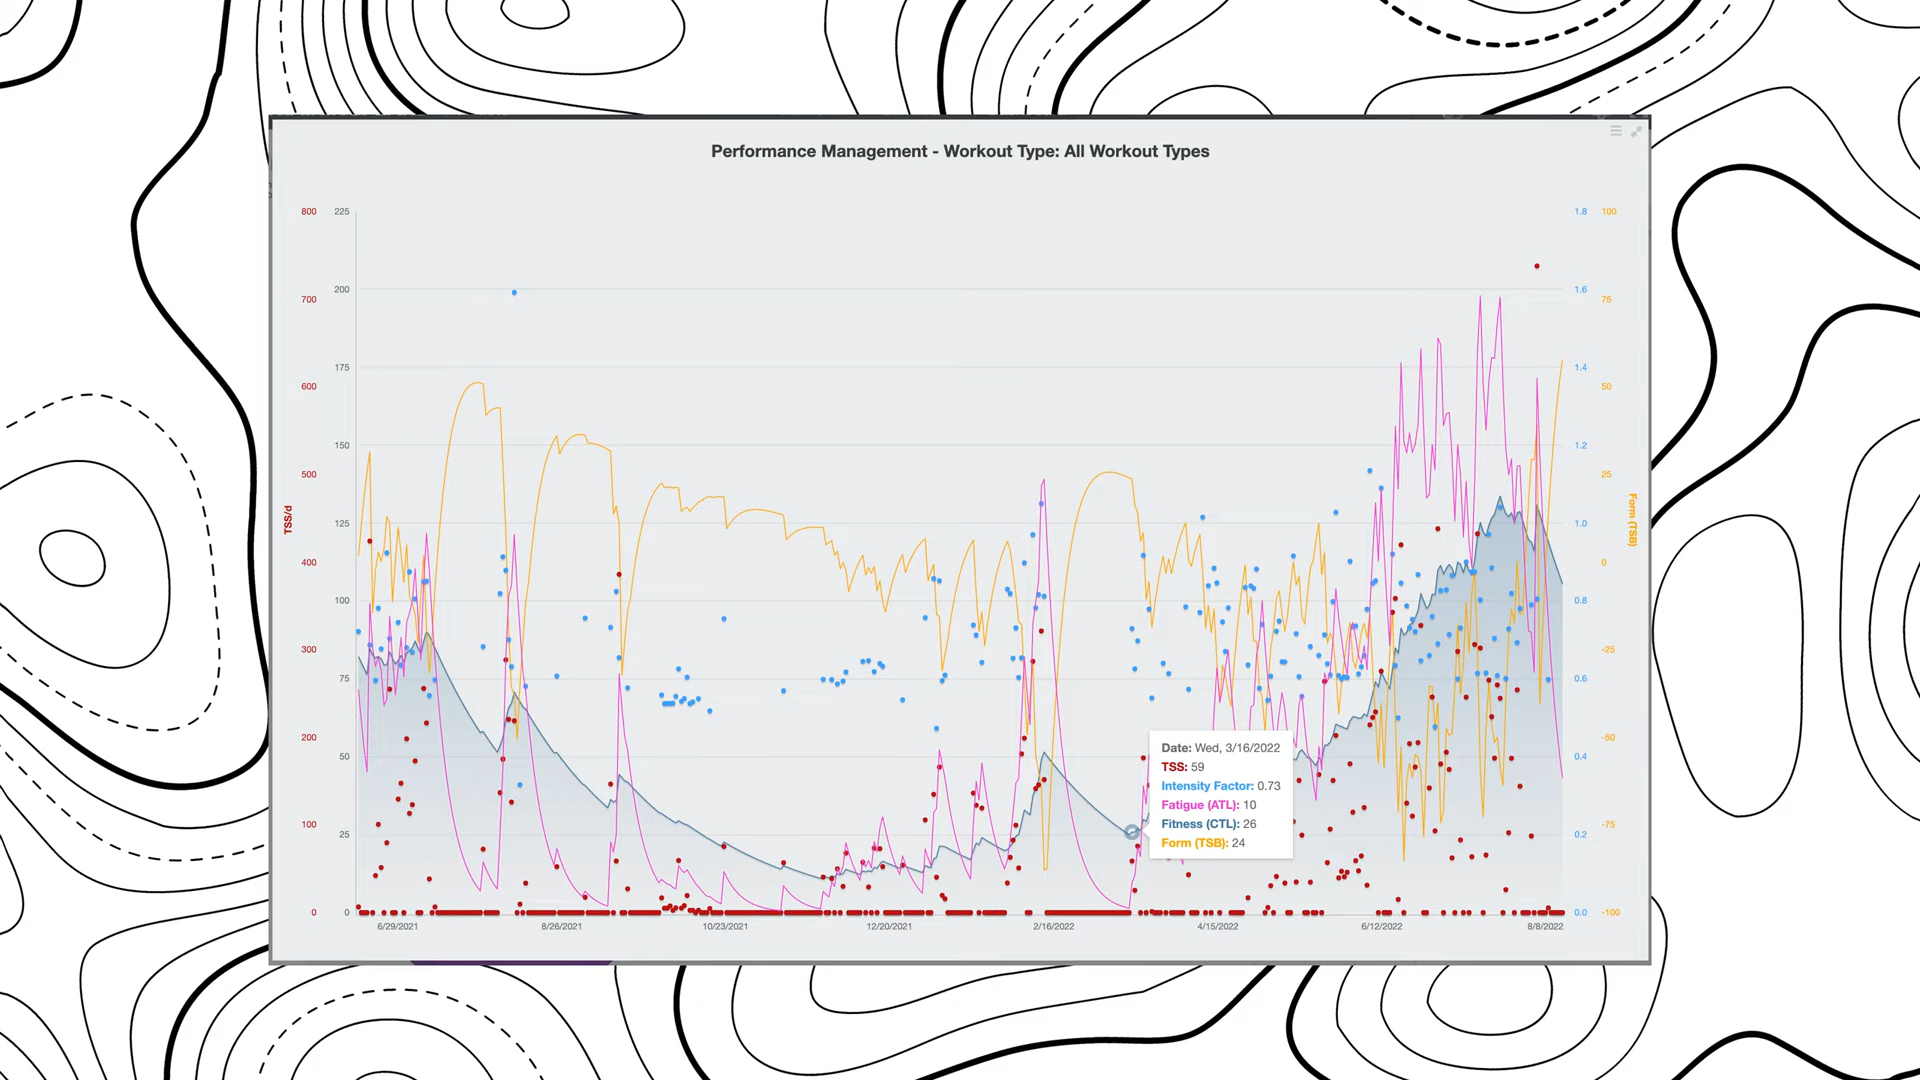 Performance Management - Workout Type: All Workout Types
800 225 1.8 100
200 1.6
700 75
175 1.4
600 50
150 1.2
500 25
TSS/d 125 1.0 Form (TSB)
400 0
100 0.8
300 -25
75 0.6
200 -50
50 0.4
100 -75
25 0.2
0 0 0.0 -100
Date: Wed, 3/16/2022
TSS: 59
Intensity Factor: 0.73
Fatigue (ATL): 10
Fitness (CTL): 26
Form (TSB): 24
6/29/2021 8/26/2021 10/23/2021 12/20/2021 2/16/2022 4/15/2022 6/12/2022 8/8/2022